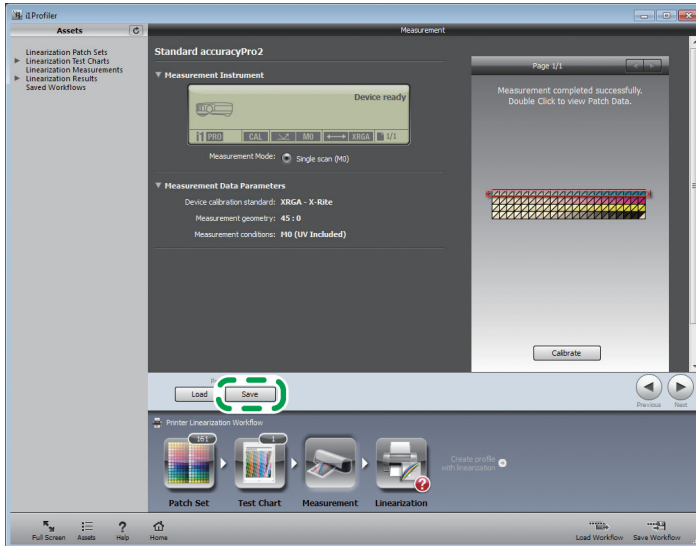 i1Profiler
Assets
Measurement
Linearization Patch Sets
Linearization Test Charts
Linearization Measurements
Linearization Results
Saved Workflows
Standard accuracyPro2
Measurement Instrument
Device ready
i1 PRO CAL M0 XRGA 1/1
Measurement Mode: Single scan (M0)
Measurement Data Parameters
Device calibration standard: XRGA - X-Rite
Measurement geometry: 45:0
Measurement conditions: M0 (UV Included)
Page 1/1
Measurement completed successfully.
Double Click to view Patch Data.
Calibrate
Load Save
Previous Next
Printer Linearization Workflow
161 1
Create profile
with linearization
Patch Set Test Chart Measurement Linearization
Full Screen Assets Help Home Load Workflow Save Workflow